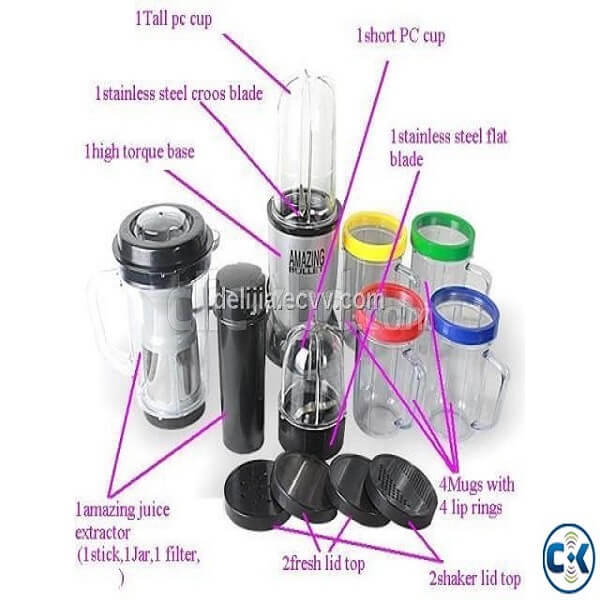 1Tall pc cup
1short PC cup
1stainless steel croos blade
1stainless steel flat
blade
1high torque base
AMAZING
BULLET
delijia.ecvv.com
4Mugs with
4 lip rings
1amazing juice
extractor
(1stick,1Jar,1 filter,
)
2fresh lid top
2shaker lid top
CK